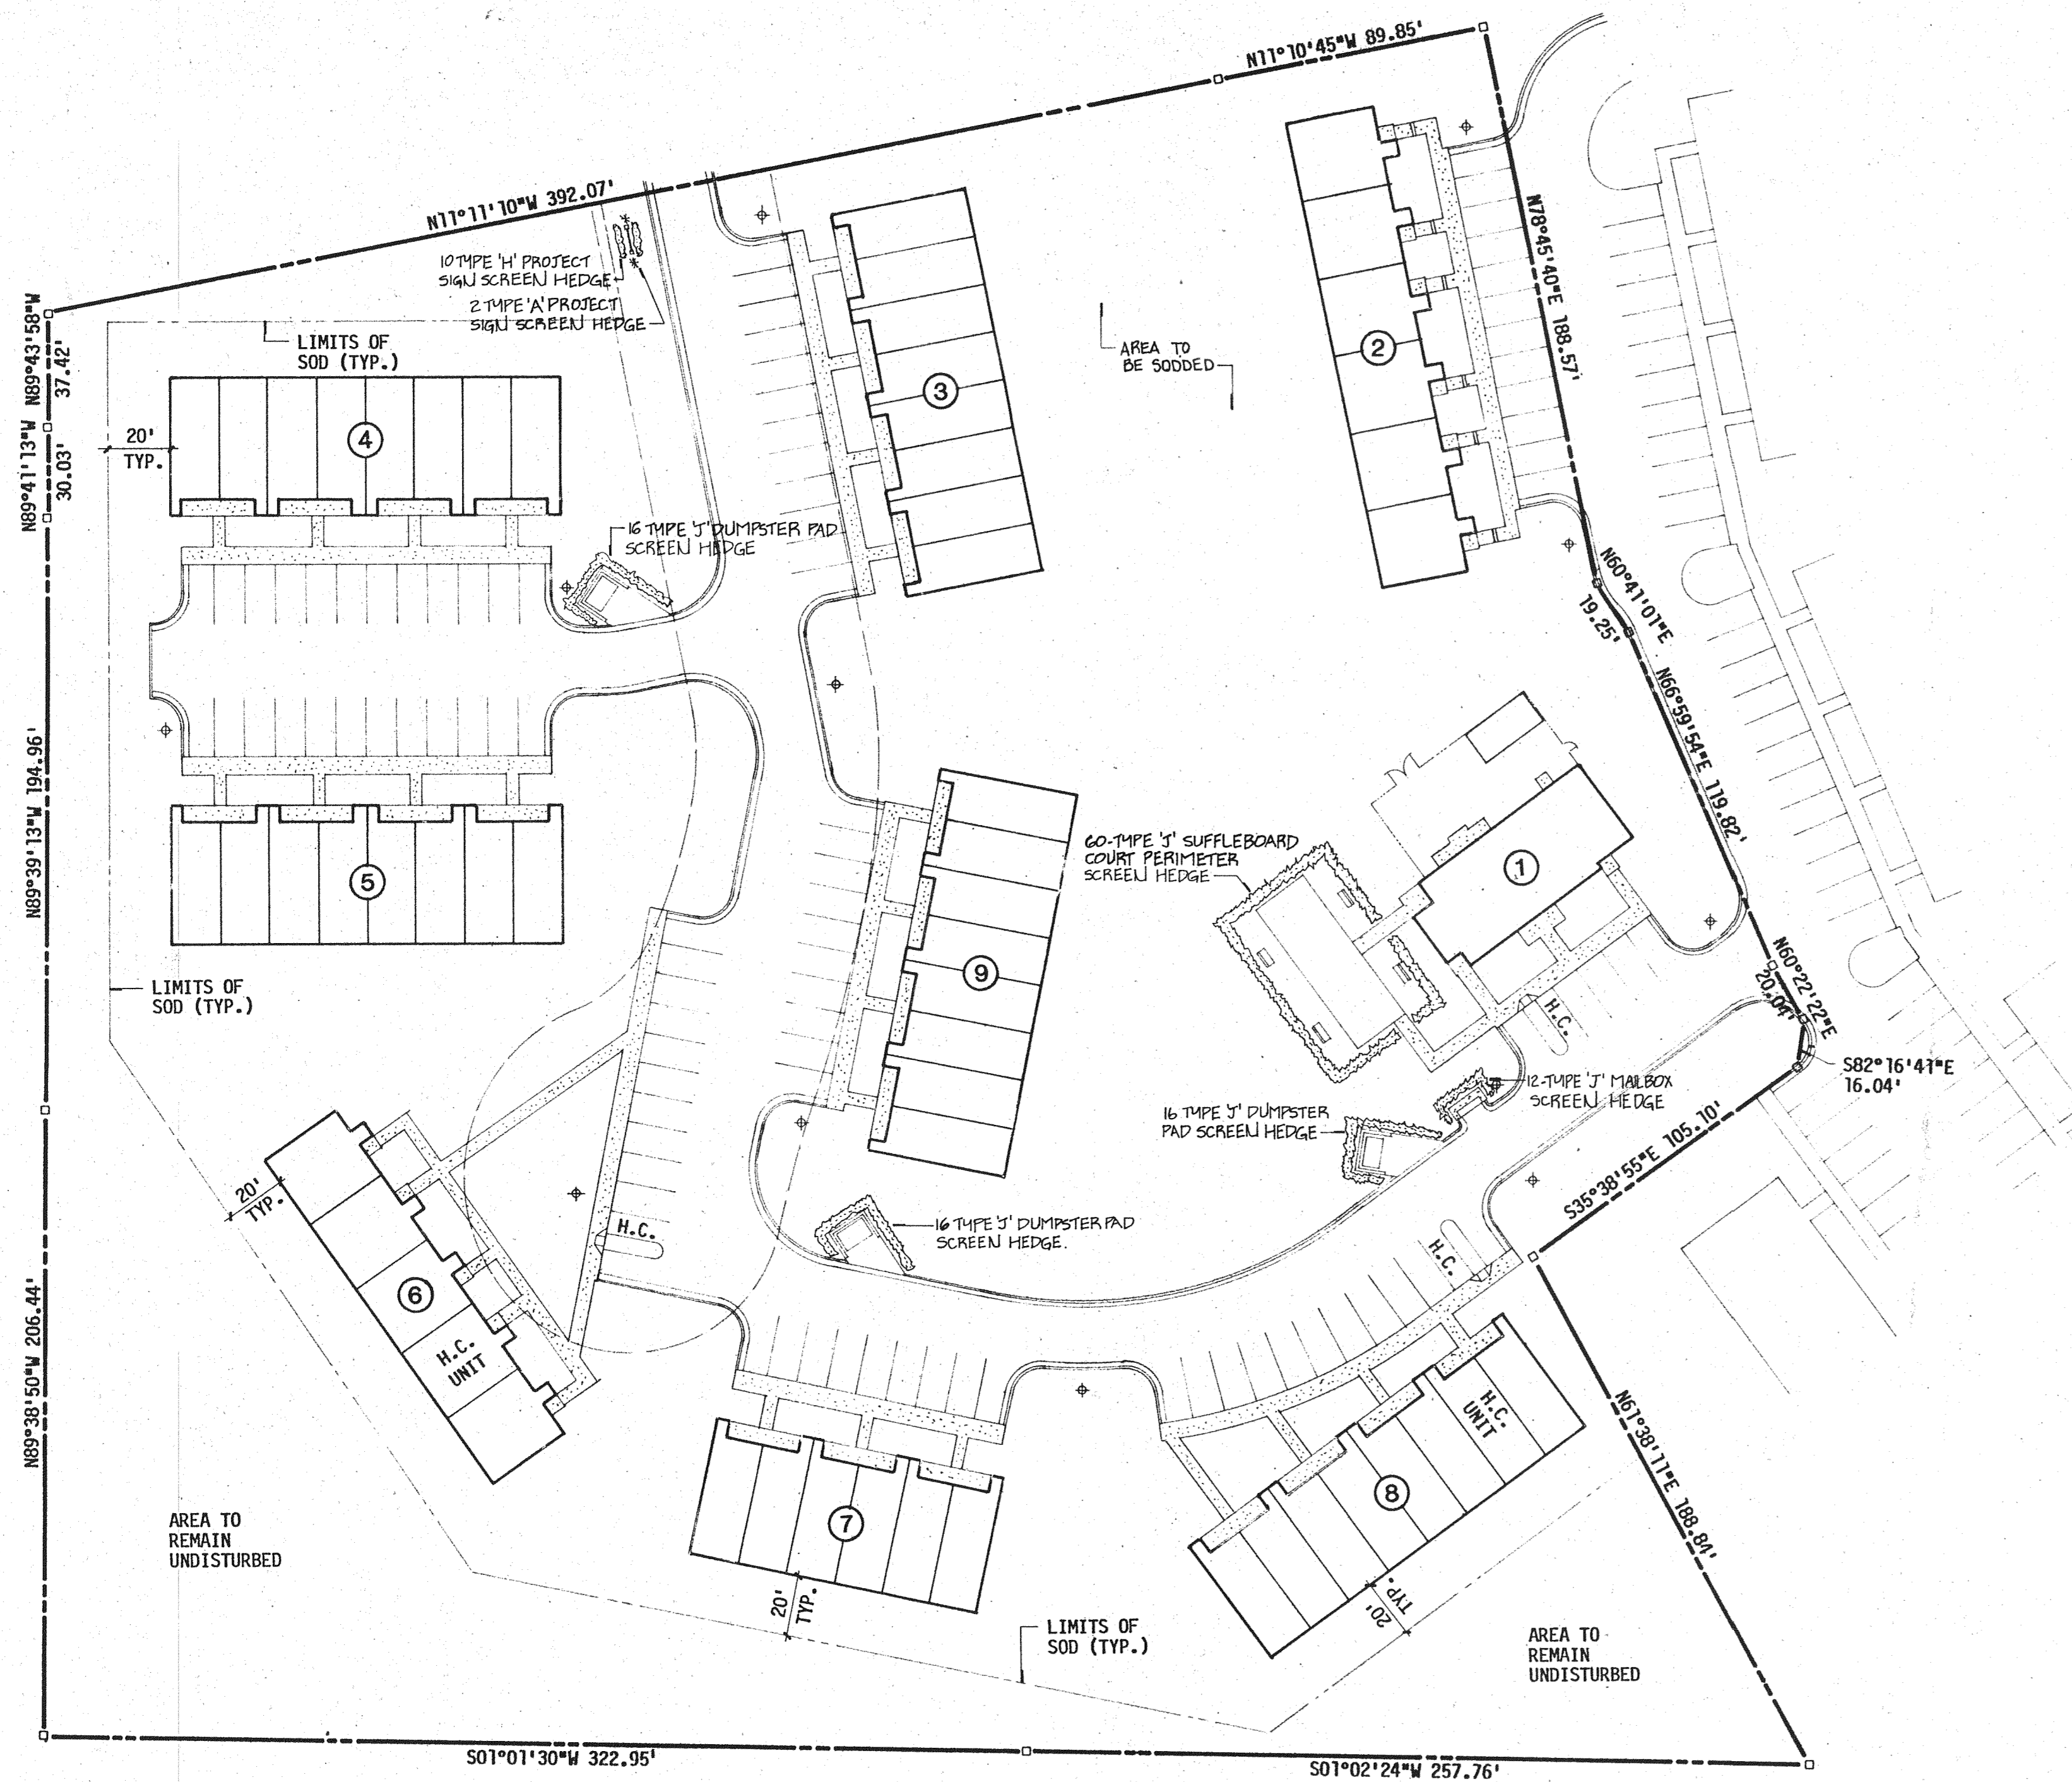 N11°10'45"W 89.85'
N11°11'10"W 392.07'
10 TYPE 'H' PROJECT
SIGN SCREEN HEDGE
2 TYPE 'A' PROJECT
SIGN SCREEN HEDGE
LIMITS OF
SOD (TYP.)
N89°43'58"W
37.42'
N89°41'13"W
30.03'
20'
TYP.
4
3
AREA TO
BE SODDED
2
N78°45'40"E 188.57'
16 TYPE 'J' DUMPSTER PAD
SCREEN HEDGE
N60°41'01"E
19.25'
N66°59'54"E 119.82'
N89°39'13"W 194.96'
5
60-TYPE 'J' SUFFLEBOARD
COURT PERIMETER
SCREEN HEDGE
1
9
LIMITS OF
SOD (TYP.)
N60°22'22"E
20.04'
H.C.
S82°16'41"E
16.04'
12-TYPE 'J' MAILBOX
SCREEN HEDGE
16 TYPE 'J' DUMPSTER
PAD SCREEN HEDGE
S35°38'55"E 105.10'
20'
TYP.
H.C.
16 TYPE 'J' DUMPSTER PAD
SCREEN HEDGE.
H.C.
6
H.C.
UNIT
N89°38'50"W 206.44'
H.C.
UNIT
N61°38'11"E 188.84'
8
7
AREA TO
REMAIN
UNDISTURBED
20'
TYP.
20'
TYP.
LIMITS OF
SOD (TYP.)
AREA TO
REMAIN
UNDISTURBED
S01°01'30"W 322.95'
S01°02'24"W 257.76'